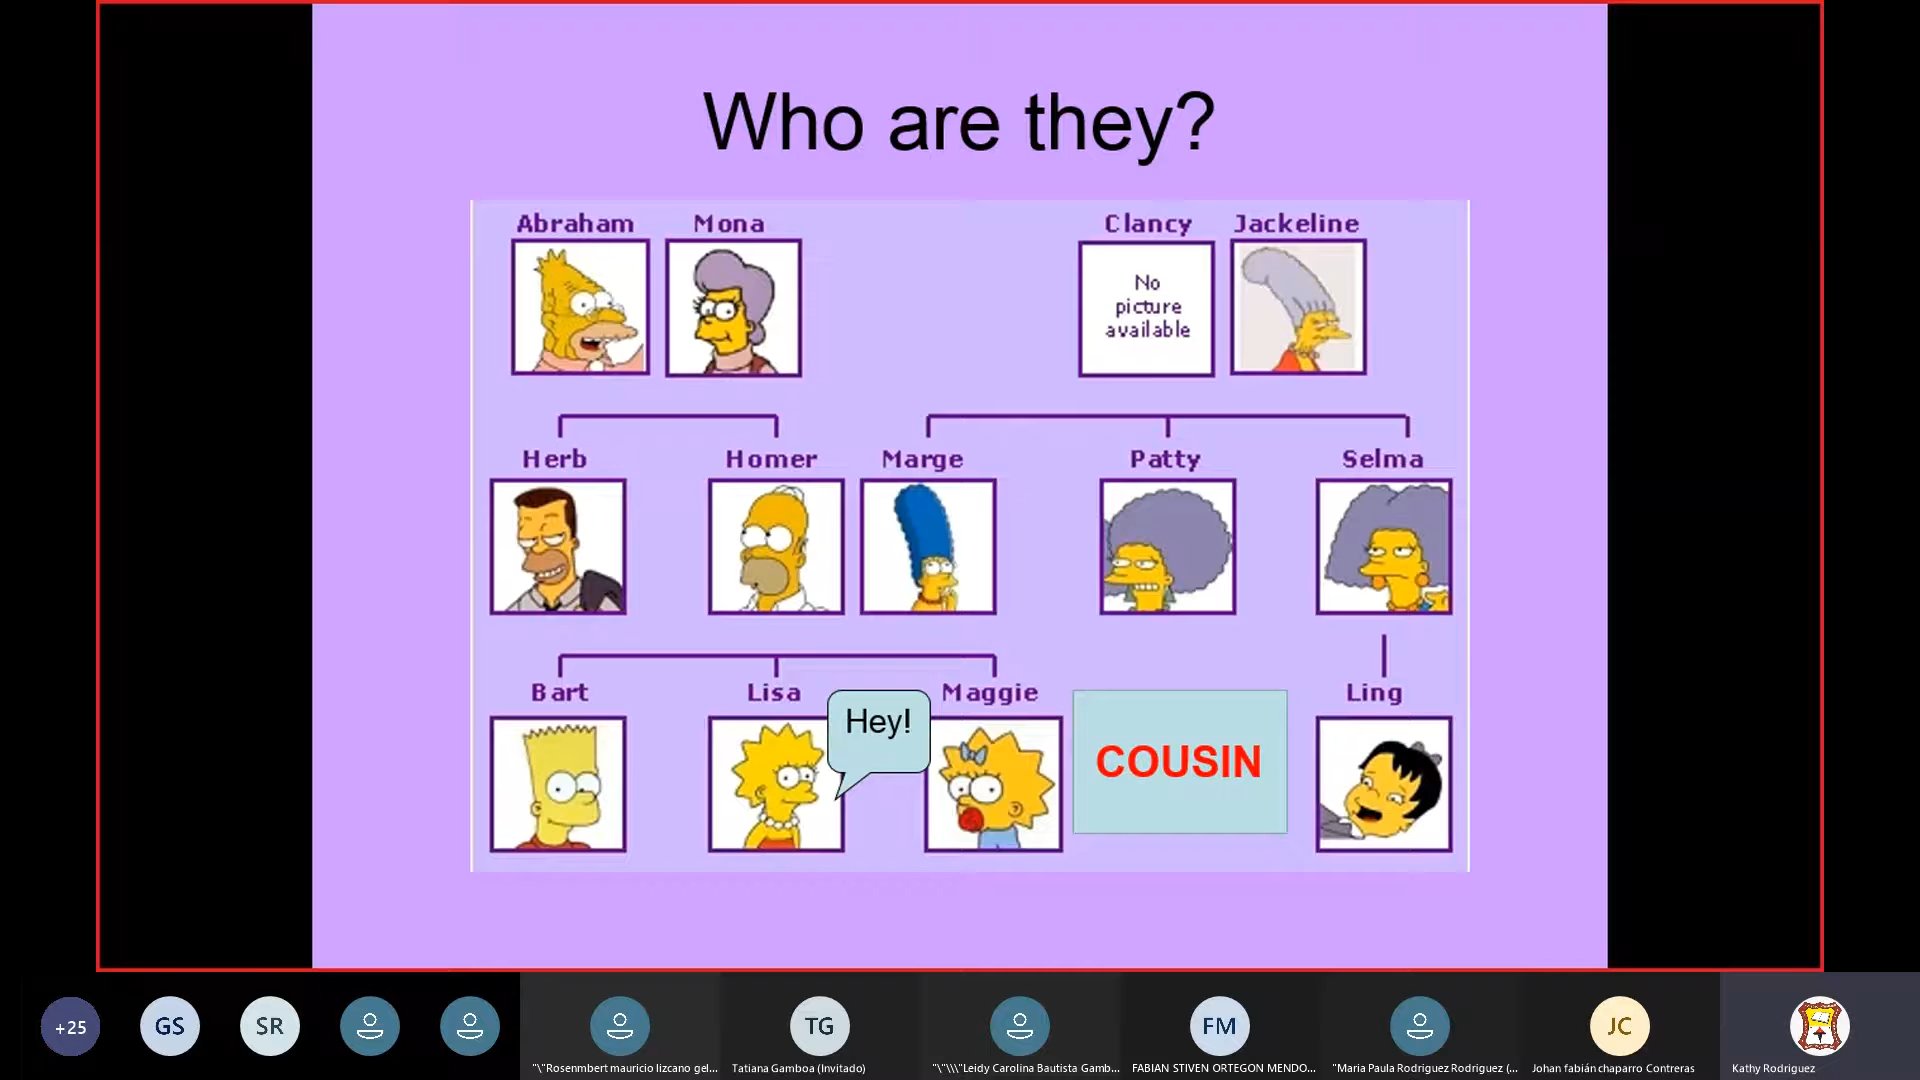 Who are they?
Abraham Mona Clancy Jackeline
No
picture
available
Herb Homer Marge Patty Selma
Bart Lisa Maggie Ling
Hey!
COUSIN
+25 GS SR TG FM JC
"\"Rosenmbert mauricio lizcano gel... Tatiana Gamboa (Invitado) "\"\\\"Leidy Carolina Bautista Gamb... FABIAN STIVEN ORTEGON MENDO... "Maria Paula Rodriguez Rodriguez (... Johan fabián chaparro Contreras Kathy Rodriguez